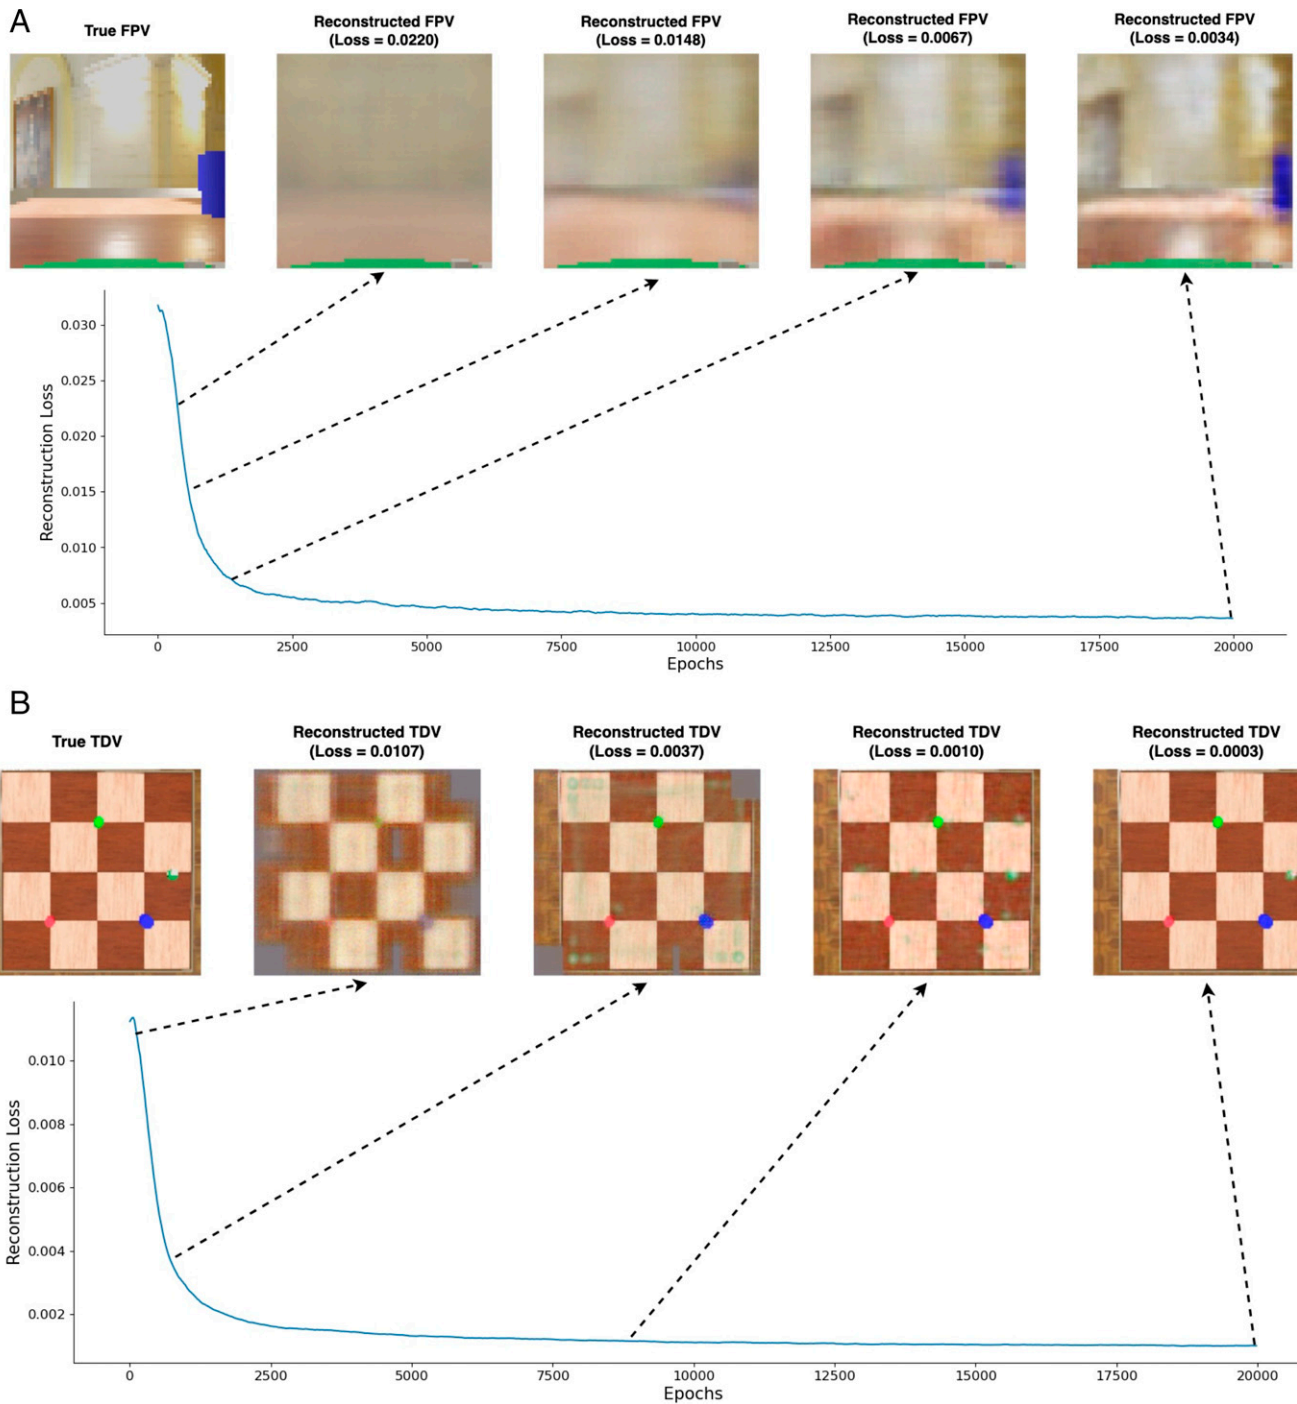 A
True FPV
Reconstructed FPV
(Loss = 0.0220)
Reconstructed FPV
(Loss = 0.0148)
Reconstructed FPV
(Loss = 0.0067)
Reconstructed FPV
(Loss = 0.0034)
Reconstruction Loss
0.030
0.025
0.020
0.015
0.010
0.005
0
2500
5000
7500
10000
12500
15000
17500
20000
Epochs
B
True TDV
Reconstructed TDV
(Loss = 0.0107)
Reconstructed TDV
(Loss = 0.0037)
Reconstructed TDV
(Loss = 0.0010)
Reconstructed TDV
(Loss = 0.0003)
Reconstruction Loss
0.010
0.008
0.006
0.004
0.002
0
2500
5000
7500
10000
12500
15000
17500
20000
Epochs